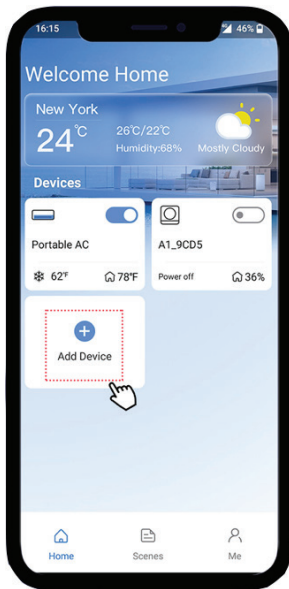 16:15
46%
Welcome Home
New York
24℃
26℃/22℃
Humidity:68%
Mostly Cloudy
Devices
Portable AC
62°F
78°F
A1_9CD5
Power off
36%
Add Device
Home
Scenes
Me